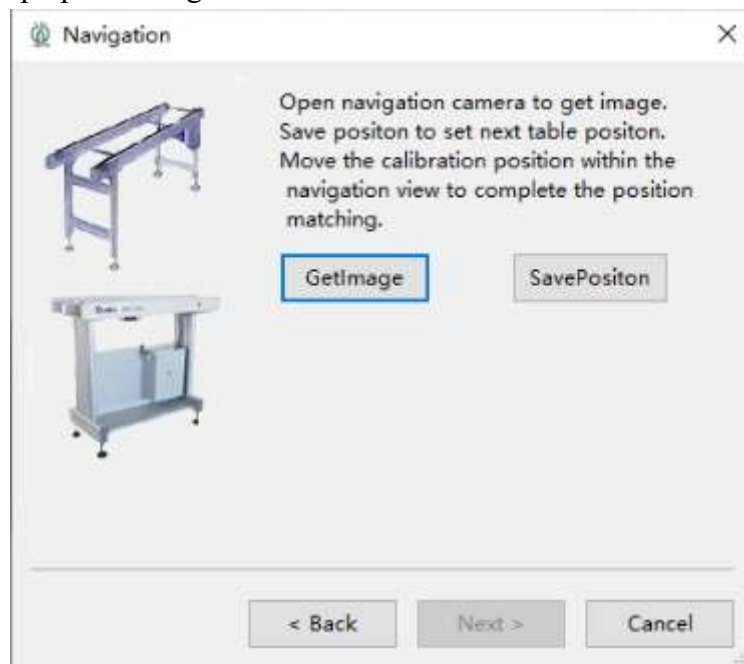 Navigation
Open navigation camera to get image.
Save positon to set next table positon.
Move the calibration position within the
navigation view to complete the position
matching.
GetImage
SavePositon
< Back
Next >
Cancel